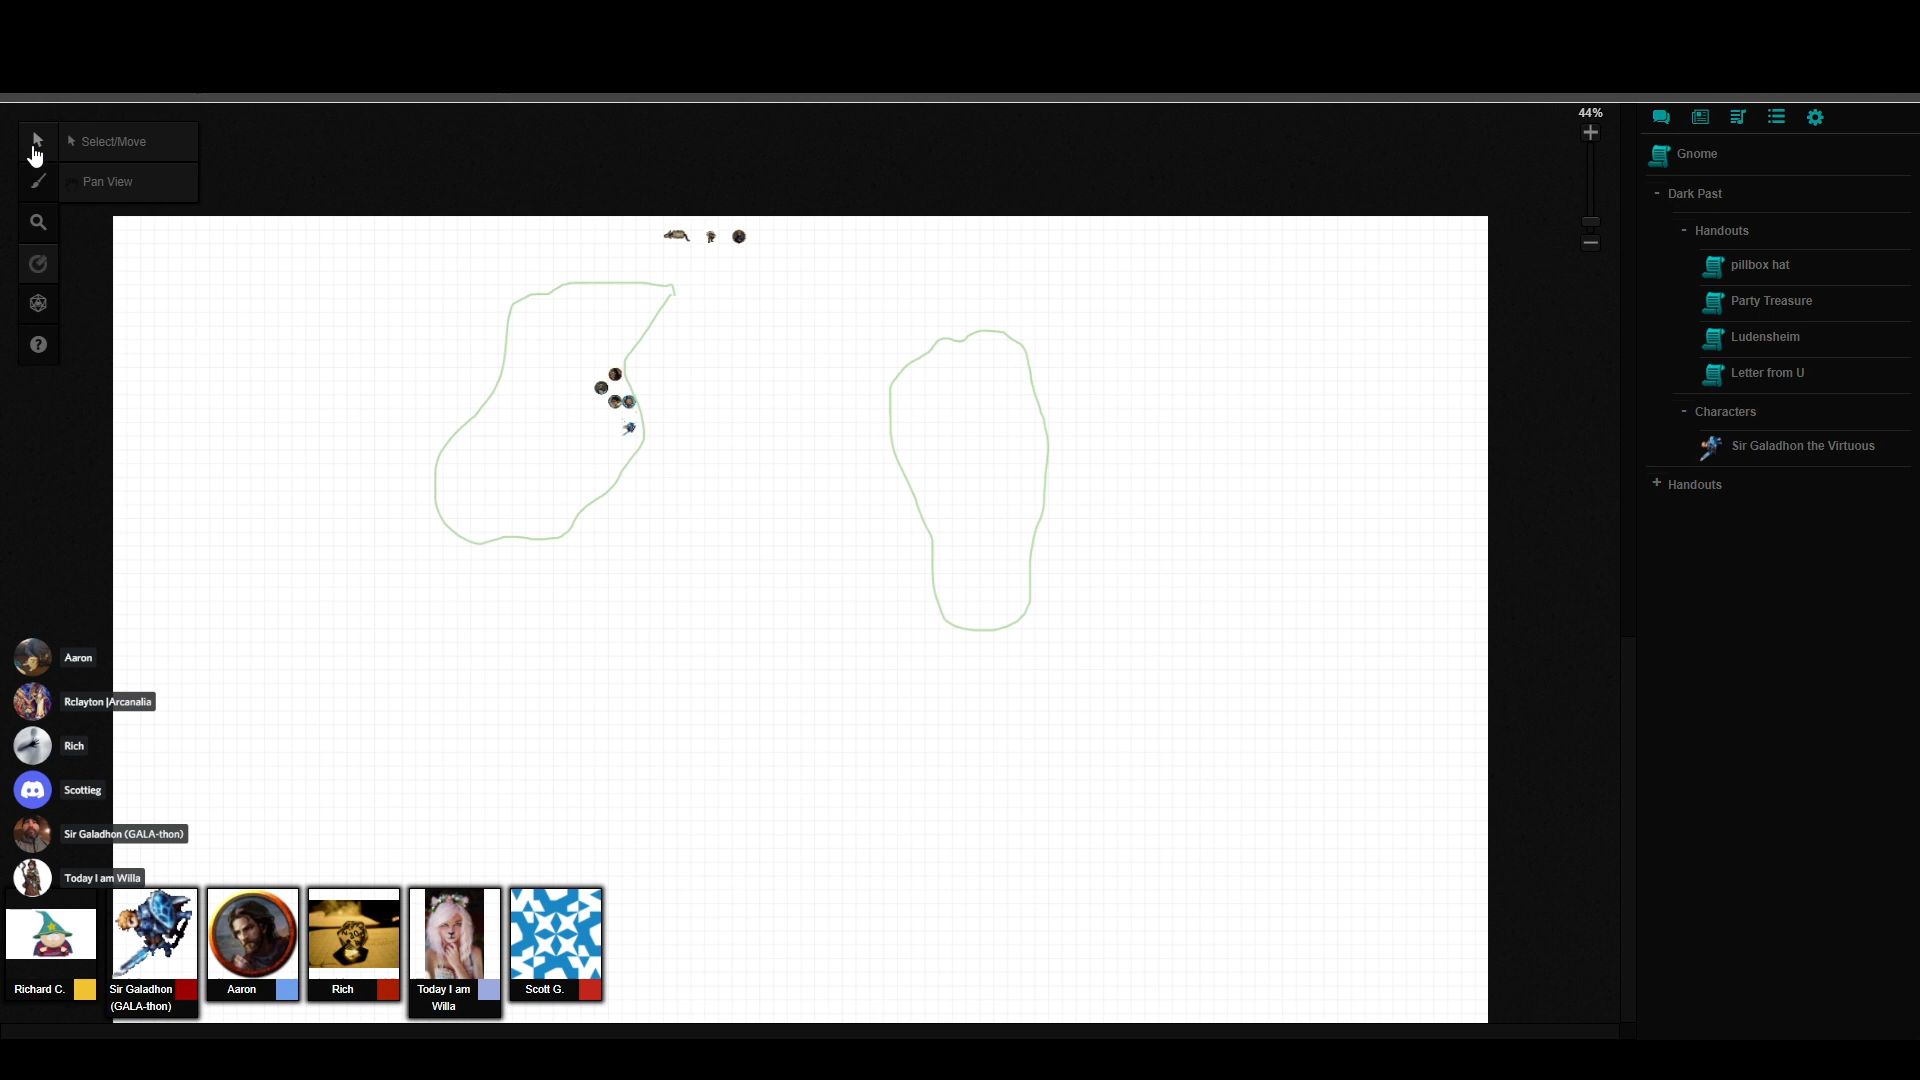 44%
Select/Move
Pan View
Gnome
- Dark Past
- Handouts
pillbox hat
Party Treasure
Ludensheim
Letter from U
- Characters
Sir Galadhon the Virtuous
+ Handouts
Aaron
Rclayton |Arcanalia
Rich
Scottieg
Sir Galadhon (GALA-thon)
Today I am Willa
Richard C.
Sir Galadhon
(GALA-thon)
Aaron
Rich
Today I am
Willa
Scott G.